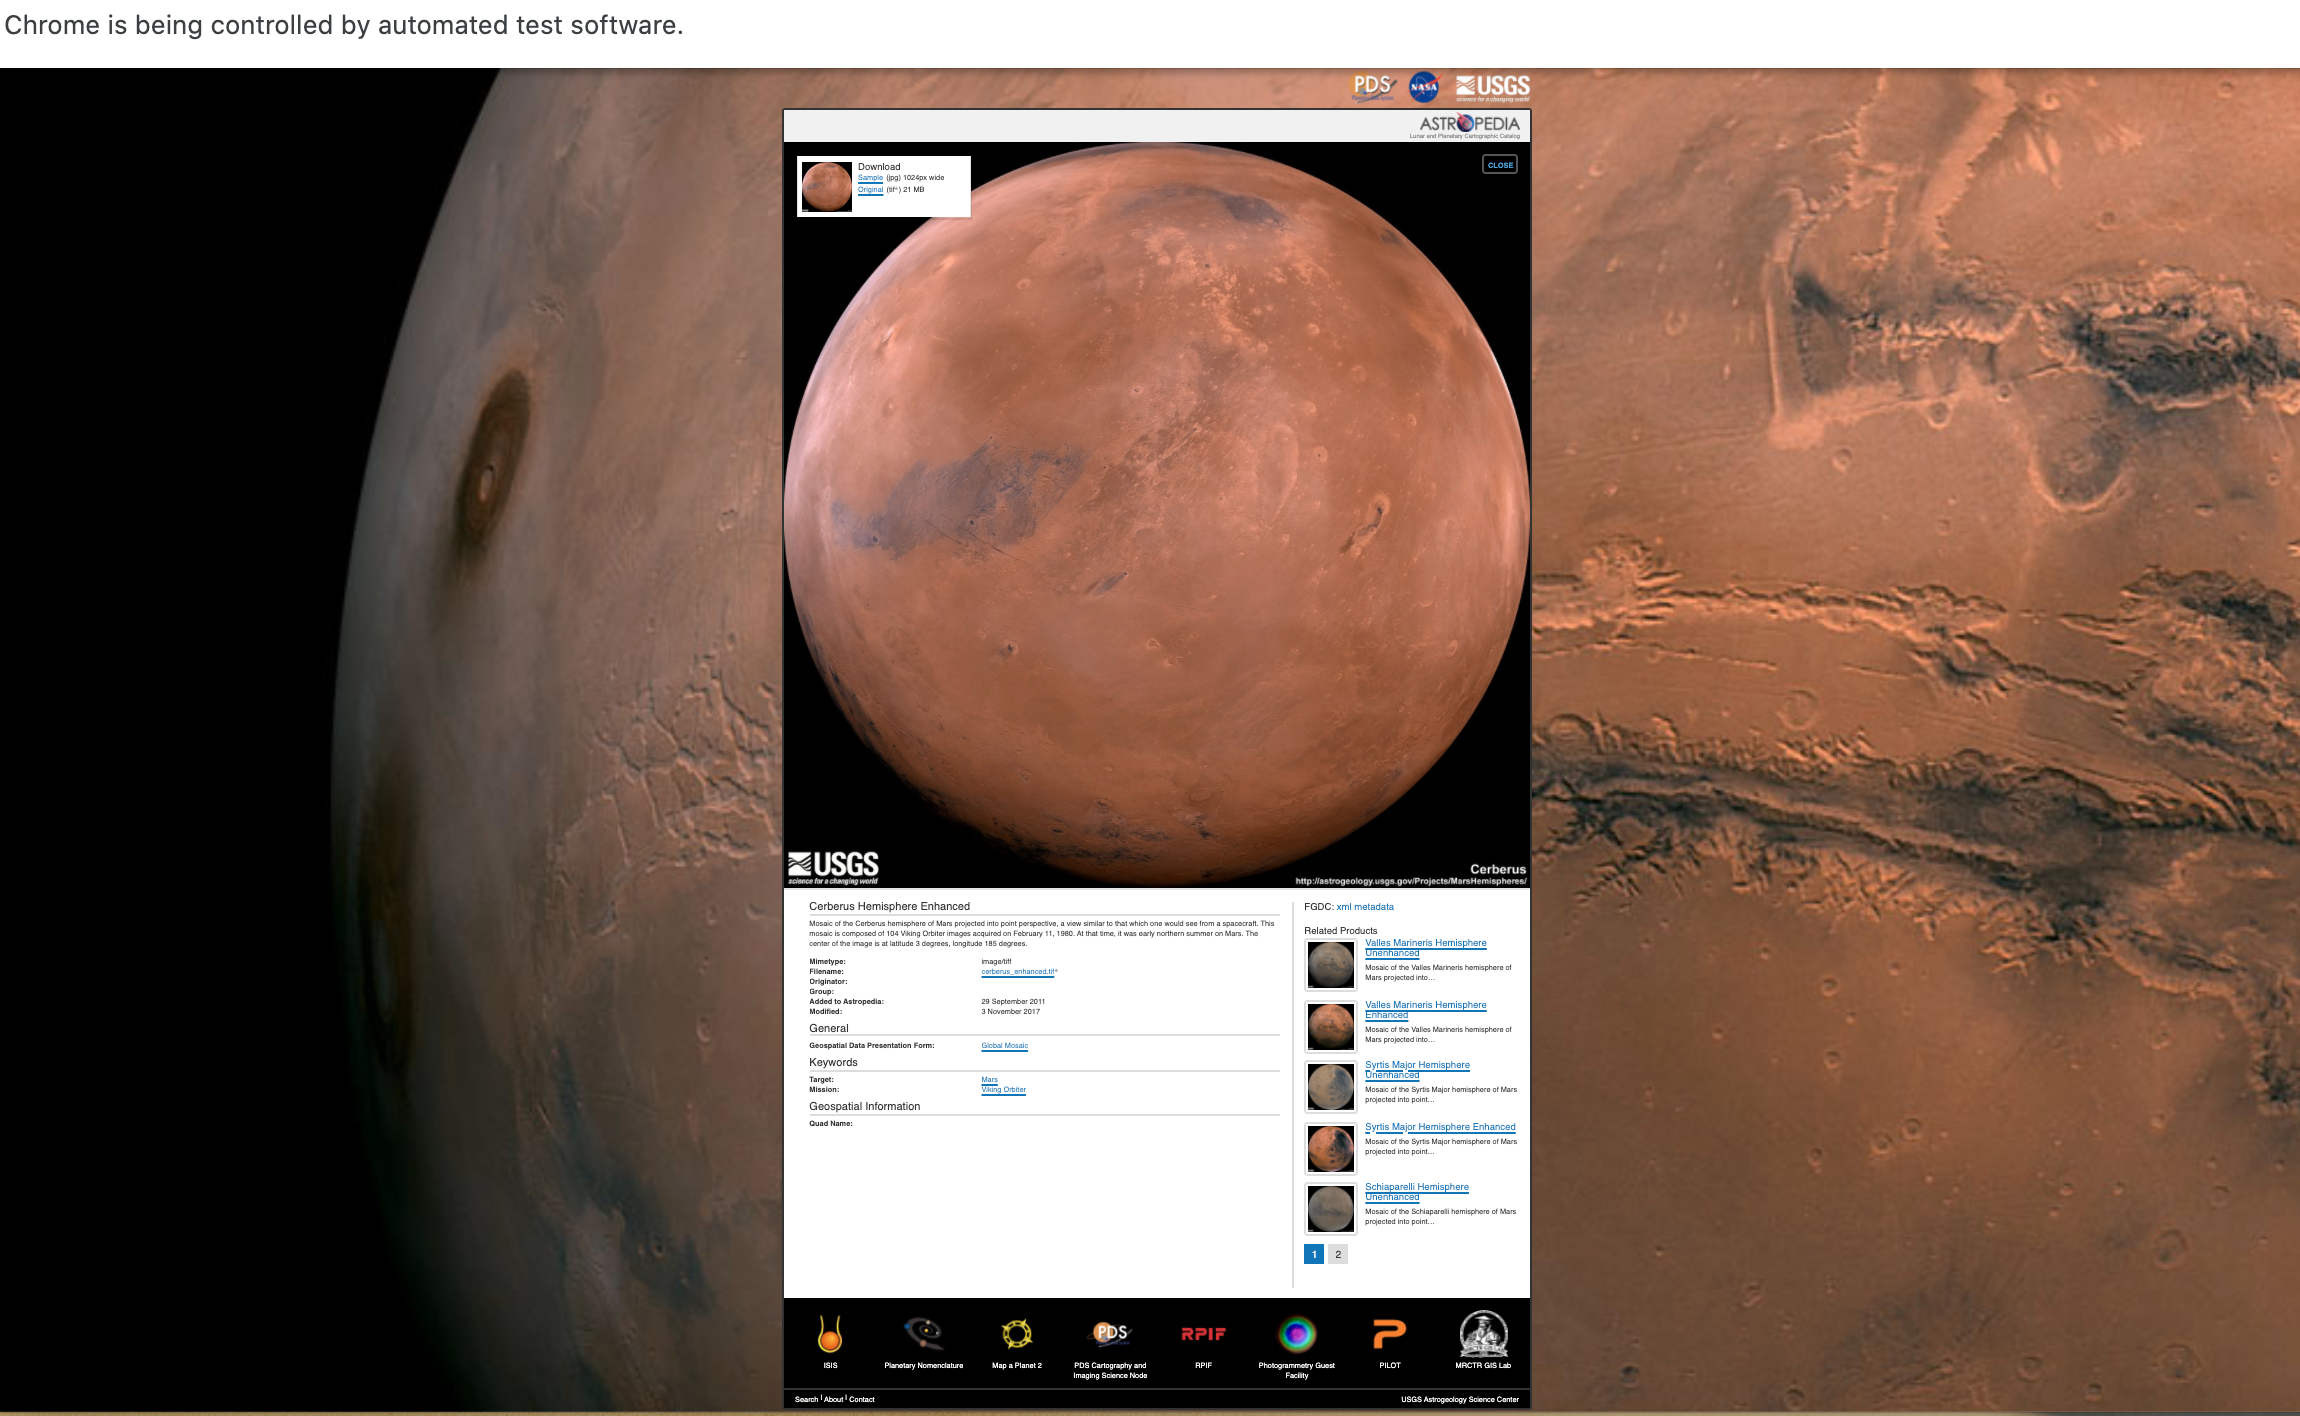 Chrome is being controlled by automated test software.
PDS
NASA
USGS
science for a changing world
ASTROPEDIA
Lunar and Planetary Cartographic Catalog
Download
Sample (jpg) 1024px wide
Original (tif*) 21 MB
CLOSE
USGS
science for a changing world
Cerberus
http://astrogeology.usgs.gov/Projects/MarsHemispheres/
Cerberus Hemisphere Enhanced
Mosaic of the Cerberus hemisphere of Mars projected into point perspective, a view similar to that which one would see from a spacecraft. This
mosaic is composed of 104 Viking Orbiter images acquired on February 11, 1980. At that time, it was early northern summer on Mars. The
center of the image is at latitude 3 degrees, longitude 185 degrees.
Mimetype: image/tiff
Filename: cerberus_enhanced.tif*
Originator:
Group:
Added to Astropedia: 29 September 2011
Modified: 3 November 2017
General
Geospatial Data Presentation Form: Global Mosaic
Keywords
Target: Mars
Mission: Viking Orbiter
Geospatial Information
Quad Name:
FGDC: xml metadata
Related Products
Valles Marineris Hemisphere
Unenhanced
Mosaic of the Valles Marineris hemisphere of
Mars projected into...
Valles Marineris Hemisphere
Enhanced
Mosaic of the Valles Marineris hemisphere of
Mars projected into...
Syrtis Major Hemisphere
Unenhanced
Mosaic of the Syrtis Major hemisphere of Mars
projected into point...
Syrtis Major Hemisphere Enhanced
Mosaic of the Syrtis Major hemisphere of Mars
projected into point...
Schiaparelli Hemisphere
Unenhanced
Mosaic of the Schiaparelli hemisphere of Mars
projected into point...
1 2
PDS
RPIF
ISIS
Planetary Nomenclature
Map a Planet 2
PDS Cartography and
Imaging Science Node
RPIF
Photogrammetry Guest
Facility
PILOT
MRCTR GIS Lab
Search | About | Contact
USGS Astrogeology Science Center